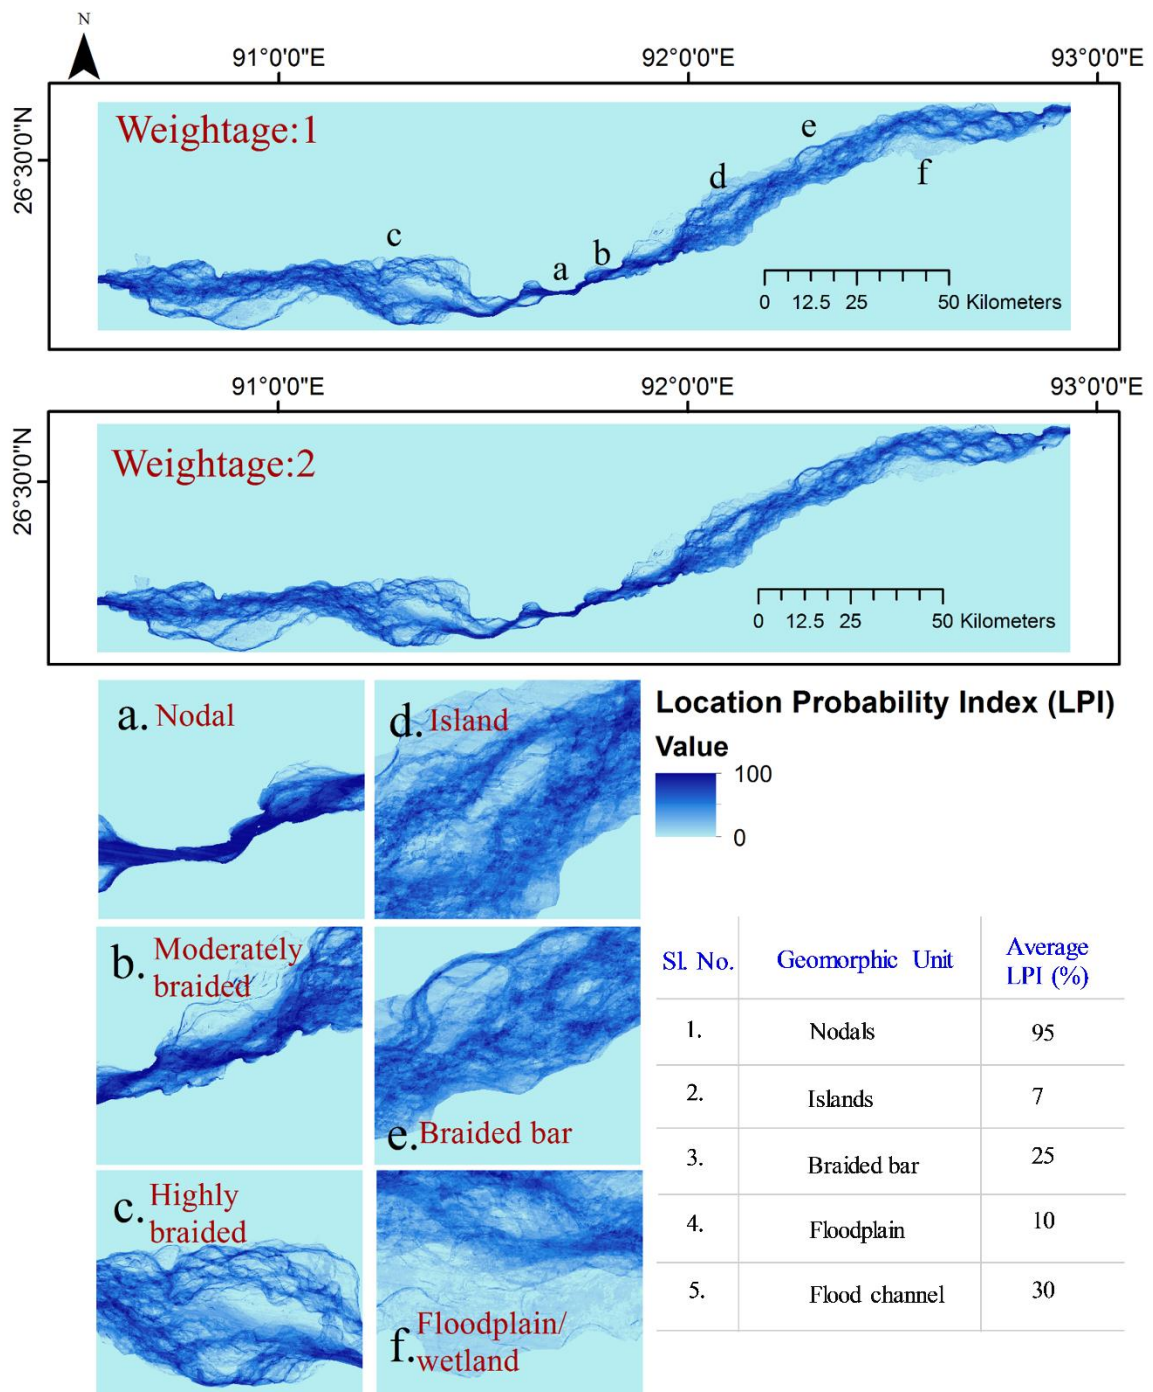 N
91°0'0"E 92°0'0"E 93°0'0"E
26°30'0"N
Weightage:1
a
b
c
d
e
f
0 12.5 25 50 Kilometers
91°0'0"E 92°0'0"E 93°0'0"E
26°30'0"N
Weightage:2
0 12.5 25 50 Kilometers
a. Nodal
b. Moderately
braided
c. Highly
braided
d. Island
e. Braided bar
f. Floodplain/
wetland
Location Probability Index (LPI)
Value
100
0
Sl. No. Geomorphic Unit Average
LPI (%)
1. Nodals 95
2. Islands 7
3. Braided bar 25
4. Floodplain 10
5. Flood channel 30